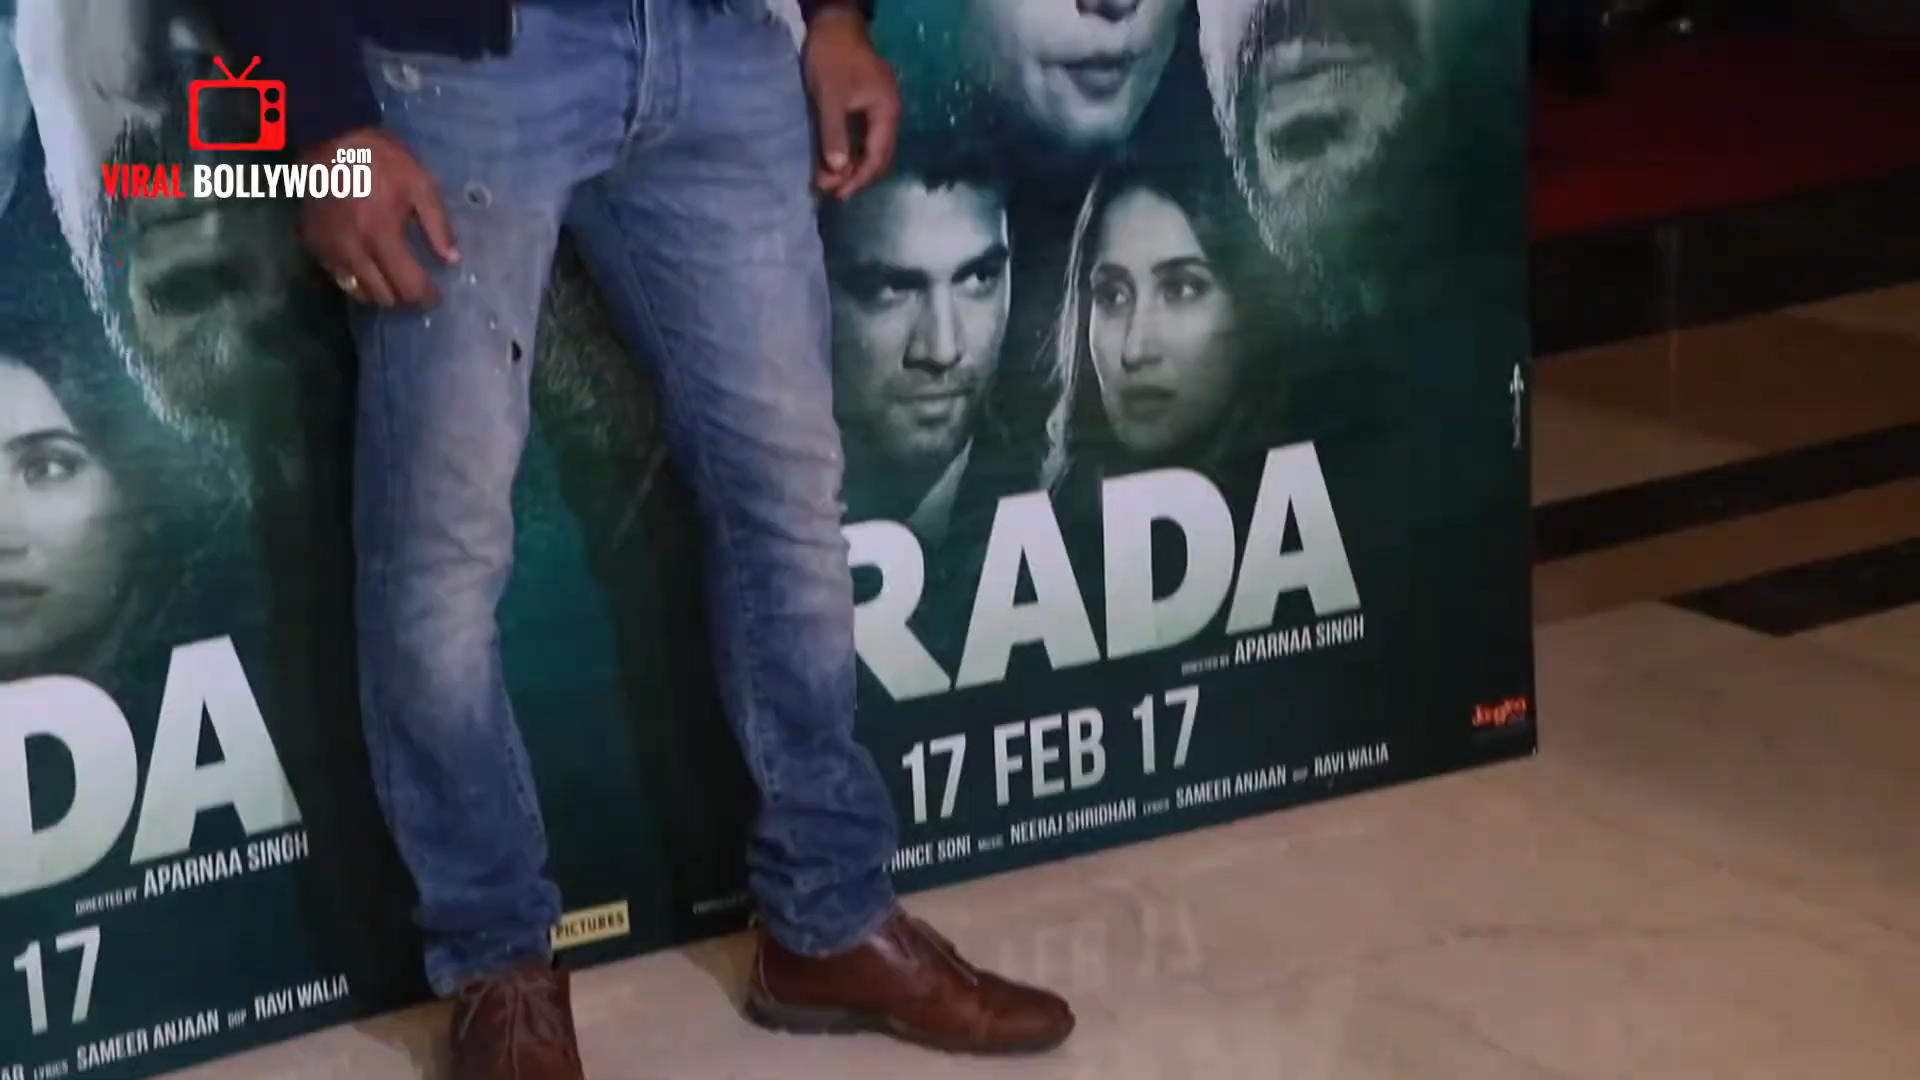 .com
VIRAL BOLLYWOOD
RADA
DIRECTED BY APARNAA SINGH
17 FEB 17
PRINCE SONI MUSIC NEERAJ SHRIDHAR LYRICS SAMEER ANJAAN DOP RAVI WALIA
PICTURES
DA
DIRECTED BY APARNAA SINGH
17
AR LYRICS SAMEER ANJAAN DOP RAVI WALIA